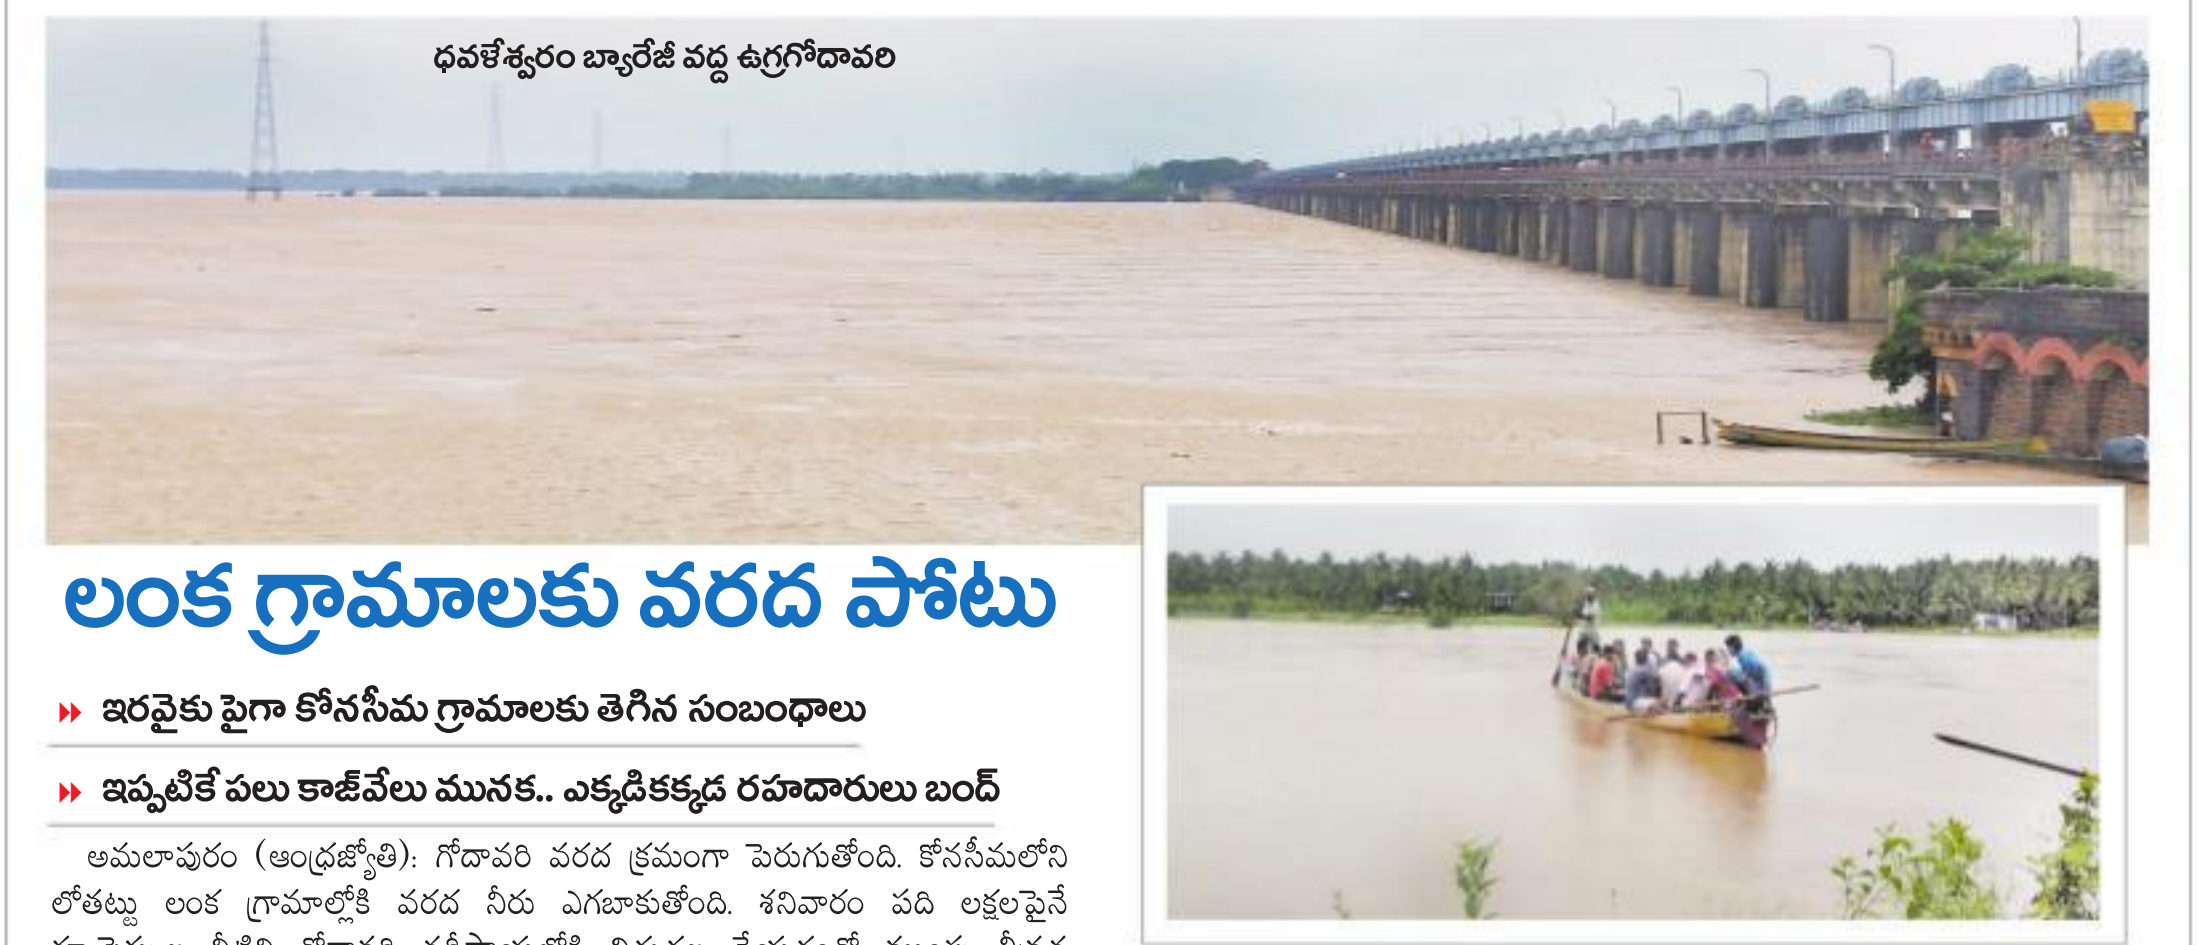 ధవళేశ్వరం బ్యారేజీ వద్ద ఉగ్రగోదావరి
లంక గ్రామాలకు వరద పోటు
ఇరవైకు పైగా కోనసీమ గ్రామాలకు తెగిన సంబంధాలు
ఇప్పటికే పలు కాజ్‌వేలు మునక.. ఎక్కడికక్కడ రహదారులు బంద్
అమలాపురం (ఆంధ్రజ్యోతి): గోదావరి వరద క్రమంగా పెరుగుతోంది. కోనసీమలోని
లోతట్టు లంక గ్రామాల్లోకి వరద నీరు ఎగబాకుతోంది. శనివారం పది లక్షలపైనే